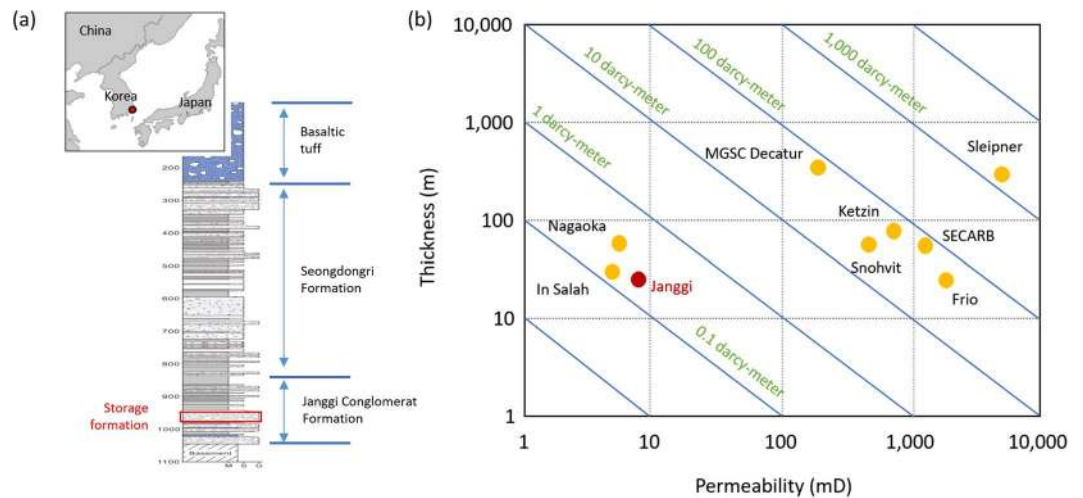 (a)
China
Korea
Japan
Basaltic
tuff
Seongdongri
Formation
Janggi Conglomerat
Formation
Storage
formation
200
300
400
500
600
700
800
900
1000
1100
Basement
M S G
(b)
Thickness (m)
10,000
1,000
100
10
1
1
10
100
1,000
10,000
Permeability (mD)
10 darcy-meter
100 darcy-meter
1,000 darcy-meter
1 darcy-meter
0.1 darcy-meter
MGSC Decatur
Sleipner
Ketzin
SECARB
Nagaoka
Snohvit
In Salah
Janggi
Frio